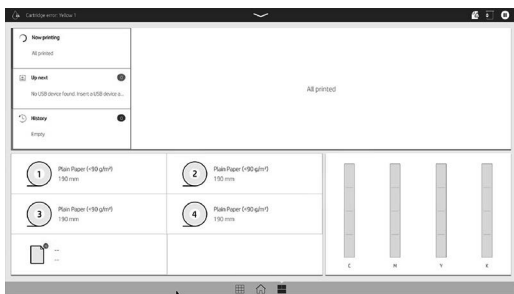 Cartridge error: Yellow 1
Now printing
All printed
Up next
0
No USB device found. Insert a USB device a...
History
0
Empty
All printed
1
Plain Paper (<90 g/m²)
190 mm
2
Plain Paper (<90 g/m²)
190 mm
3
Plain Paper (<90 g/m²)
190 mm
4
Plain Paper (<90 g/m²)
190 mm
--
--
C
M
Y
K